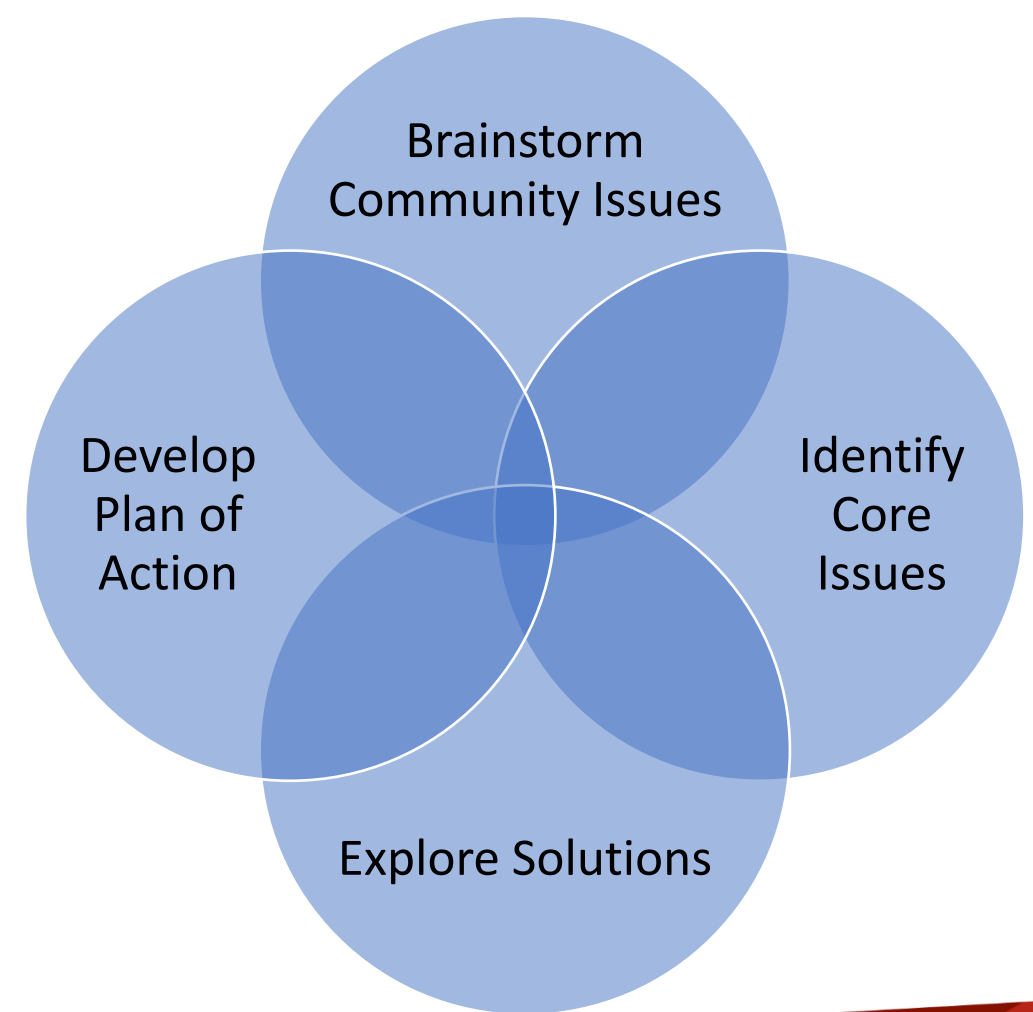 Brainstorm
Community Issues
Identify
Core
Issues
Explore Solutions
Develop
Plan of
Action